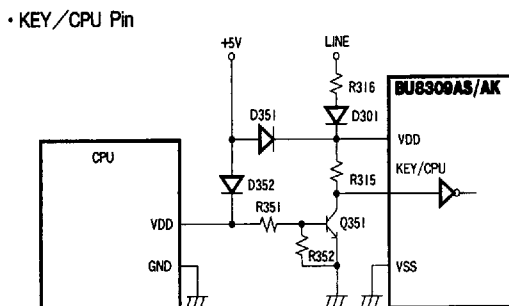 ・KEY/CPU Pin
+5V
LINE
R316
BU8309AS/AK
D351
D301
CPU
VDD
R315
KEY/CPU
D352
R351
Q351
VDD
R352
GND
VSS